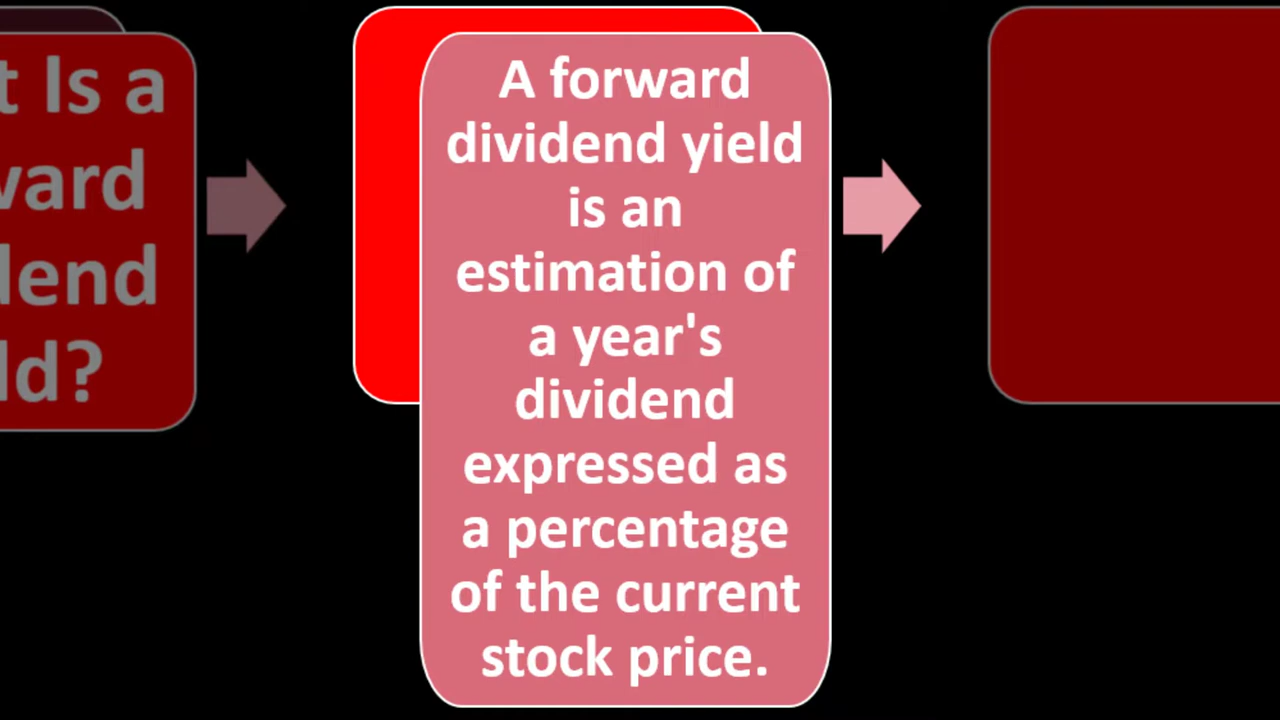 t Is a
ward
dend
ld?
A forward
dividend yield
is an
estimation of
a year's
dividend
expressed as
a percentage
of the current
stock price.